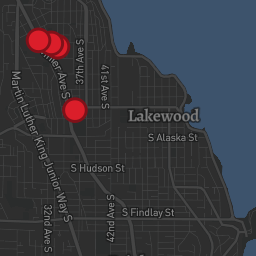 37th Ave S
41st Ave S
Ave S
Lakewood
S Alaska St
Martin Luther King Junior Way S
S Hudson St
S Findlay St
32nd Ave S
42nd Ave S